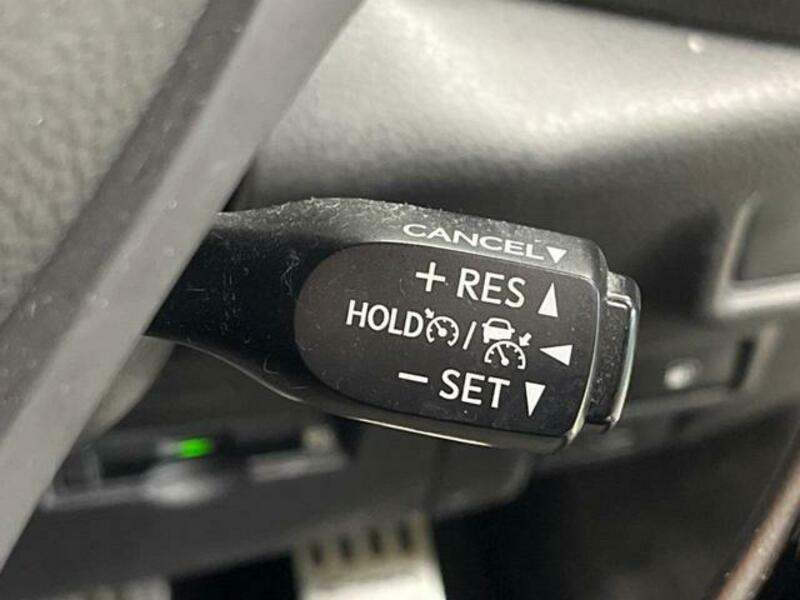 CANCEL
+ RES
HOLD /
- SET